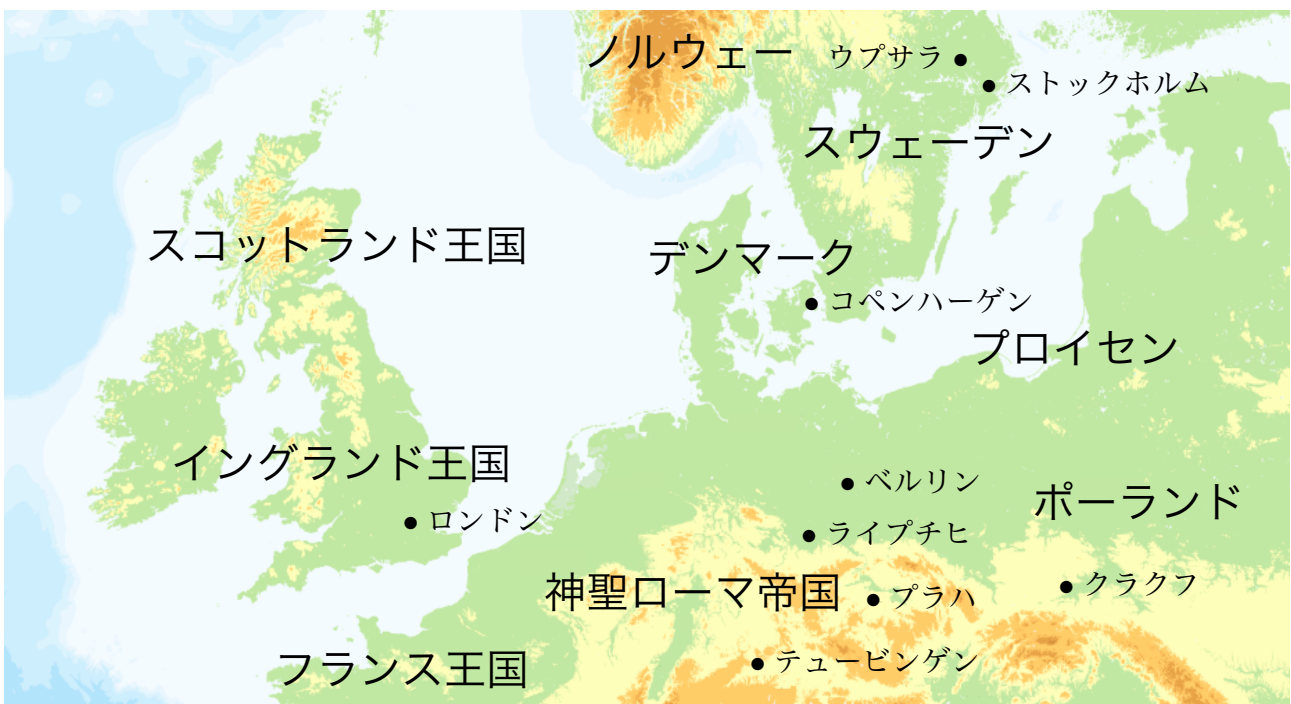 ノルウェー
ウプサラ
ストックホルム
スウェーデン
スコットランド王国
デンマーク
コペンハーゲン
プロイセン
イングランド王国
ロンドン
ベルリン
ポーランド
ライプチヒ
神聖ローマ帝国
プラハ
クラクフ
フランス王国
テュービンゲン